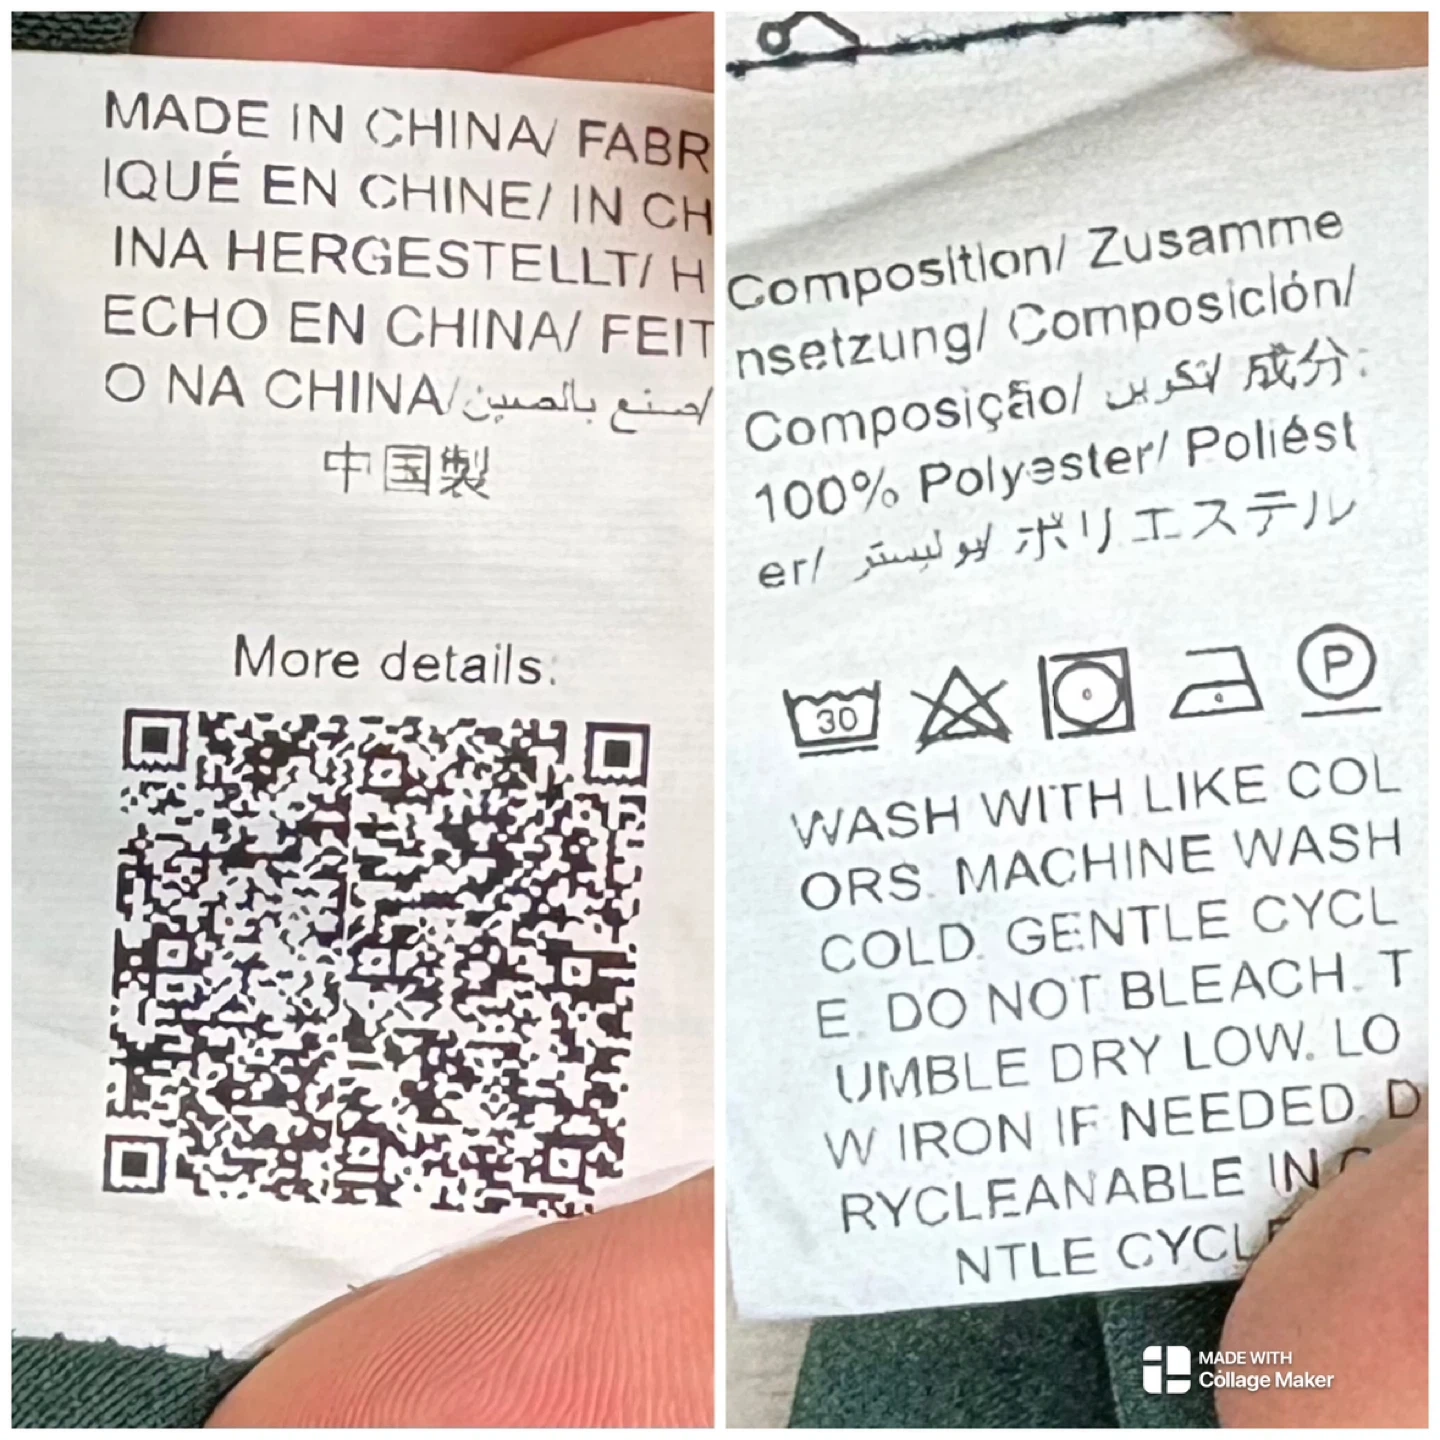 MADE IN CHINA/ FABR
IQUÉ EN CHINE/ IN CH
INA HERGESTELLT/ H
ECHO EN CHINA/ FEIT
O NA CHINA/صنع بالصين/
中国製
More details:
Composition/ Zusamme
nsetzung/ Composición/
Composição/ تكوين/ 成分:
100% Polyester/ Poliést
er/ بوليستر/ ポリエステル
30
P
WASH WITH LIKE COL
ORS. MACHINE WASH
COLD. GENTLE CYCL
E. DO NOT BLEACH. T
UMBLE DRY LOW. LO
W IRON IF NEEDED. D
RYCLEANABLE IN
NTLE CYCLE
MADE WITH
Collage Maker